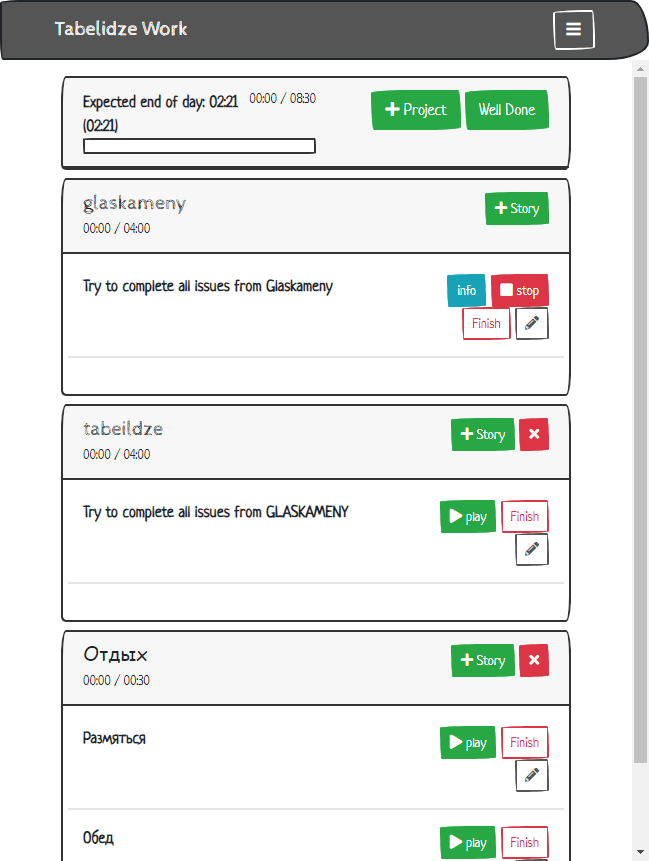 Tabelidze Work
Expected end of day: 02:21 00:00 / 08:30
(02:21)
Project Well Done
glaskameny
Story
00:00 / 04:00
Try to complete all issues from Glaskameny
info stop
Finish
tabeildze
Story
00:00 / 04:00
Try to complete all issues from GLASKAMENY
play Finish
Отдых
Story
00:00 / 00:30
Размяться
play Finish
Обед
play Finish